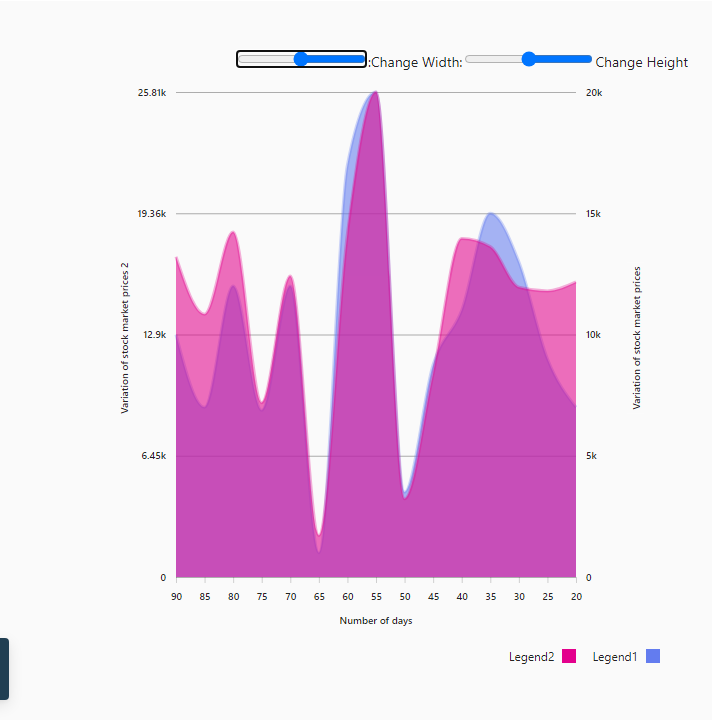 :Change Width:
Change Height
25.81k
20k
19.36k
15k
12.9k
10k
6.45k
5k
0
0
Variation of stock market prices 2
Variation of stock market prices
90 85 80 75 70 65 60 55 50 45 40 35 30 25 20
Number of days
Legend2
Legend1